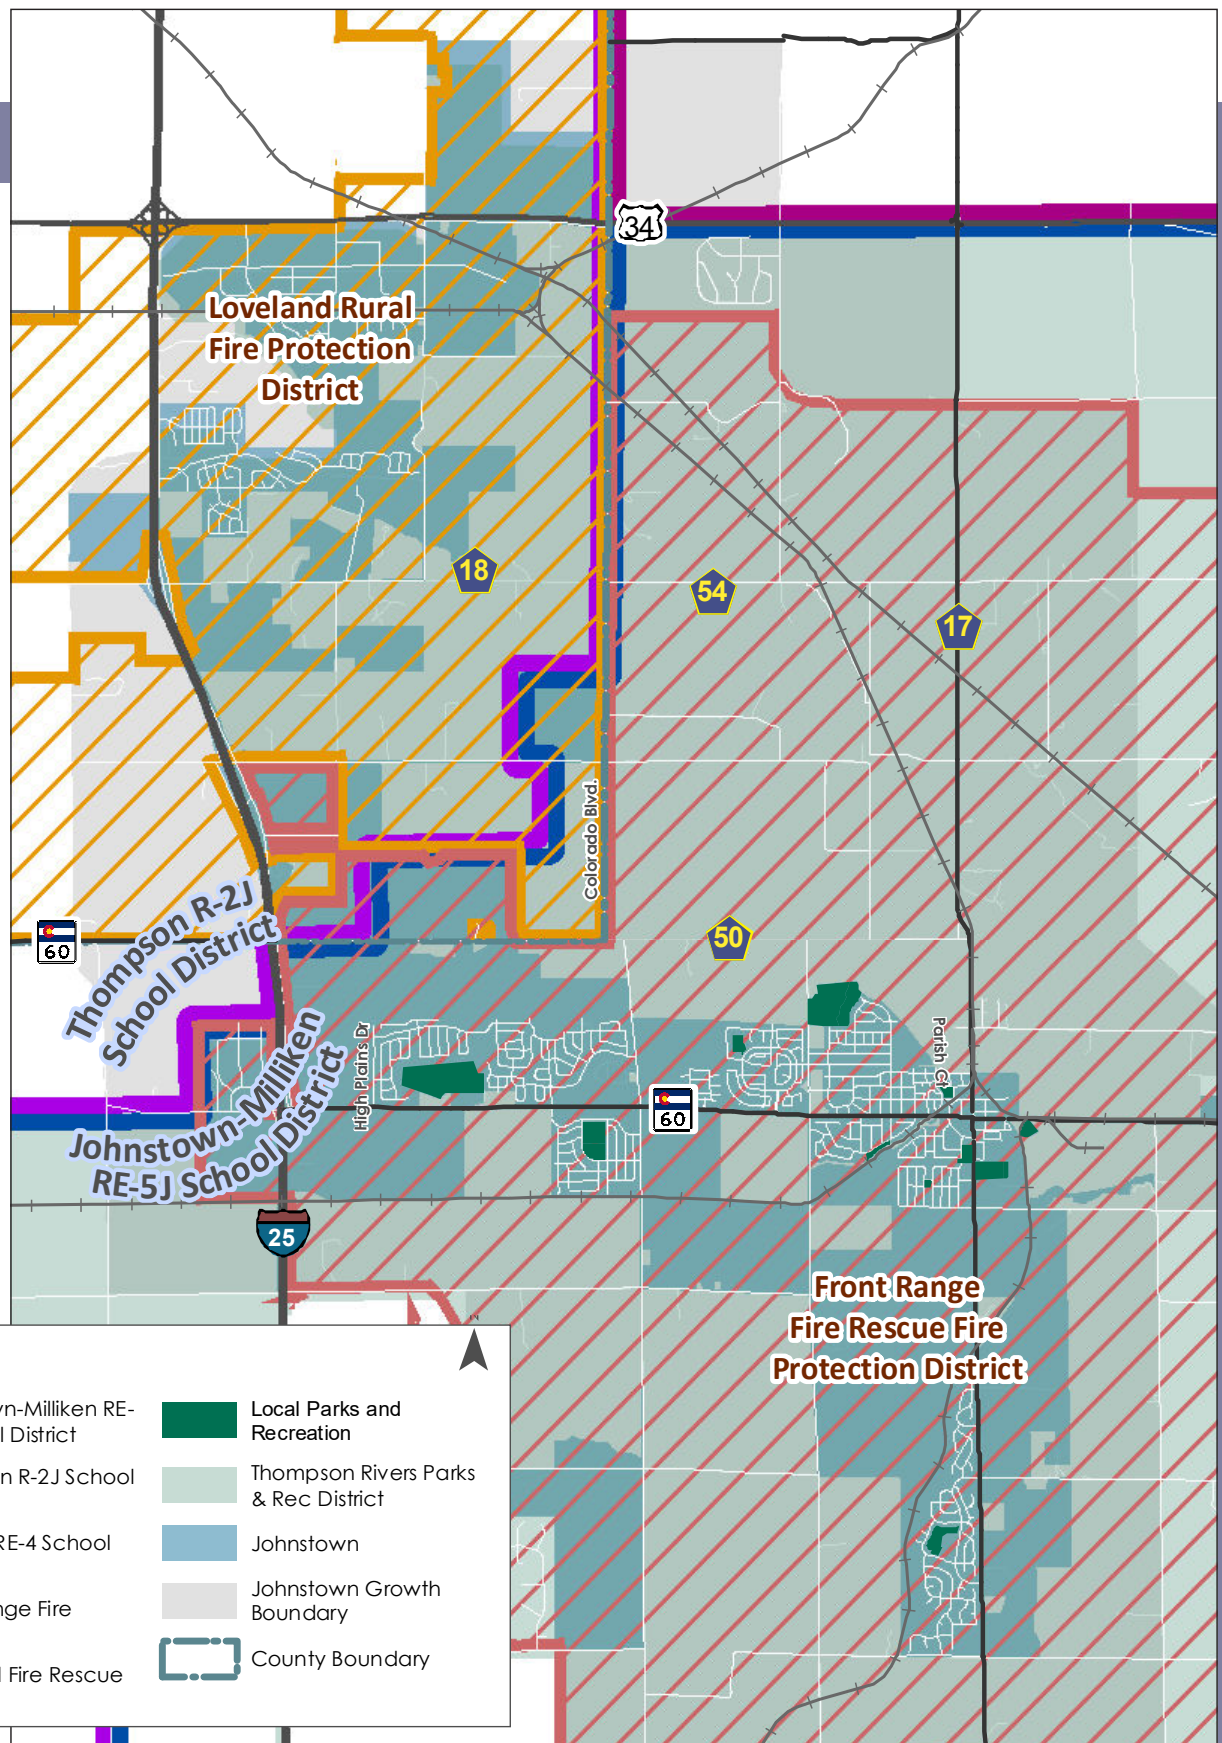 34
Loveland Rural
Fire Protection
District
18
54
17
Colorado Blvd.
Thompson R-2J
School District
60
50
Johnstown-Milliken
RE-5J School District
High Plains Dr
Parish Ct
60
25
Front Range
Fire Rescue Fire
Protection District
N
yn-Milliken RE-
l District
n R-2J School
RE-4 School
nge Fire
l Fire Rescue
Local Parks and
Recreation
Thompson Rivers Parks
& Rec District
Johnstown
Johnstown Growth
Boundary
County Boundary